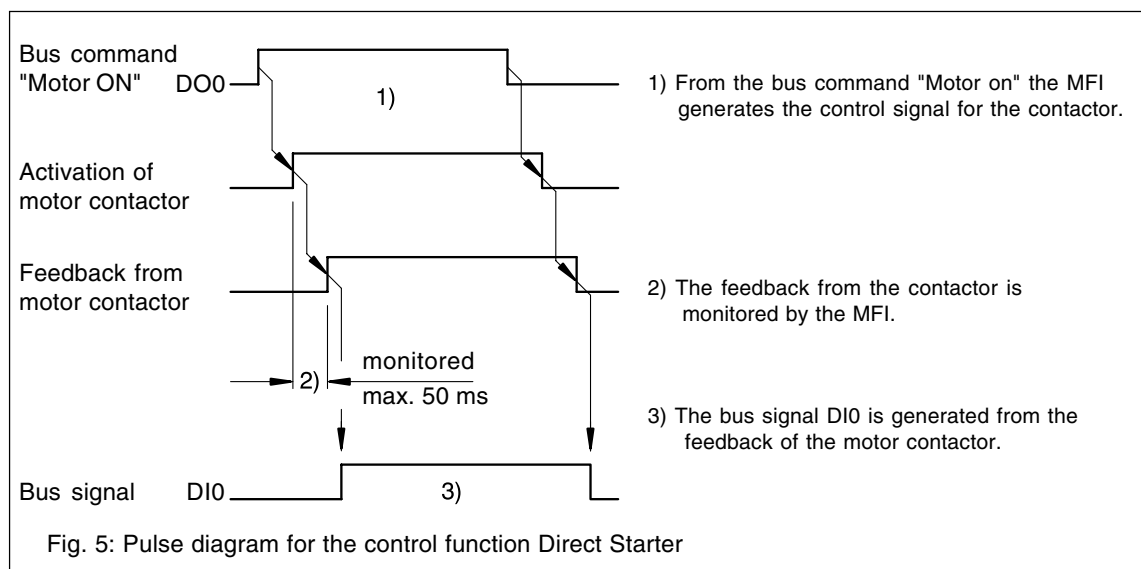 Bus command
"Motor ON" DO0
1)
1) From the bus command "Motor on" the MFI
generates the control signal for the contactor.
Activation of
motor contactor
Feedback from
motor contactor
2) The feedback from the contactor is
monitored by the MFI.
2)
monitored
max. 50 ms
3) The bus signal DI0 is generated from the
feedback of the motor contactor.
Bus signal DI0
3)
Fig. 5: Pulse diagram for the control function Direct Starter